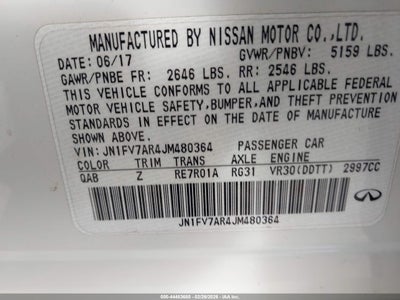 MANUFACTURED BY NISSAN MOTOR CO.,LTD.
DATE: 06/17 GVWR/PNBV: 5159 LBS.
GAWR/PNBE FR: 2646 LBS. RR: 2546 LBS.
THIS VEHICLE CONFORMS TO ALL APPLICABLE FEDERAL
MOTOR VEHICLE SAFETY, BUMPER, AND THEFT PREVENTION
STANDARDS IN EFFECT ON THE DATE OF MANUFACTURE
SHOWN ABOVE.
VIN: JN1FV7AR4JM480364 PASSENGER CAR
COLOR TRIM TRANS AXLE ENGINE
QAB Z RE7R01A RG31 VR30(DDTT) 2997CC
JN1FV7AR4JM480364